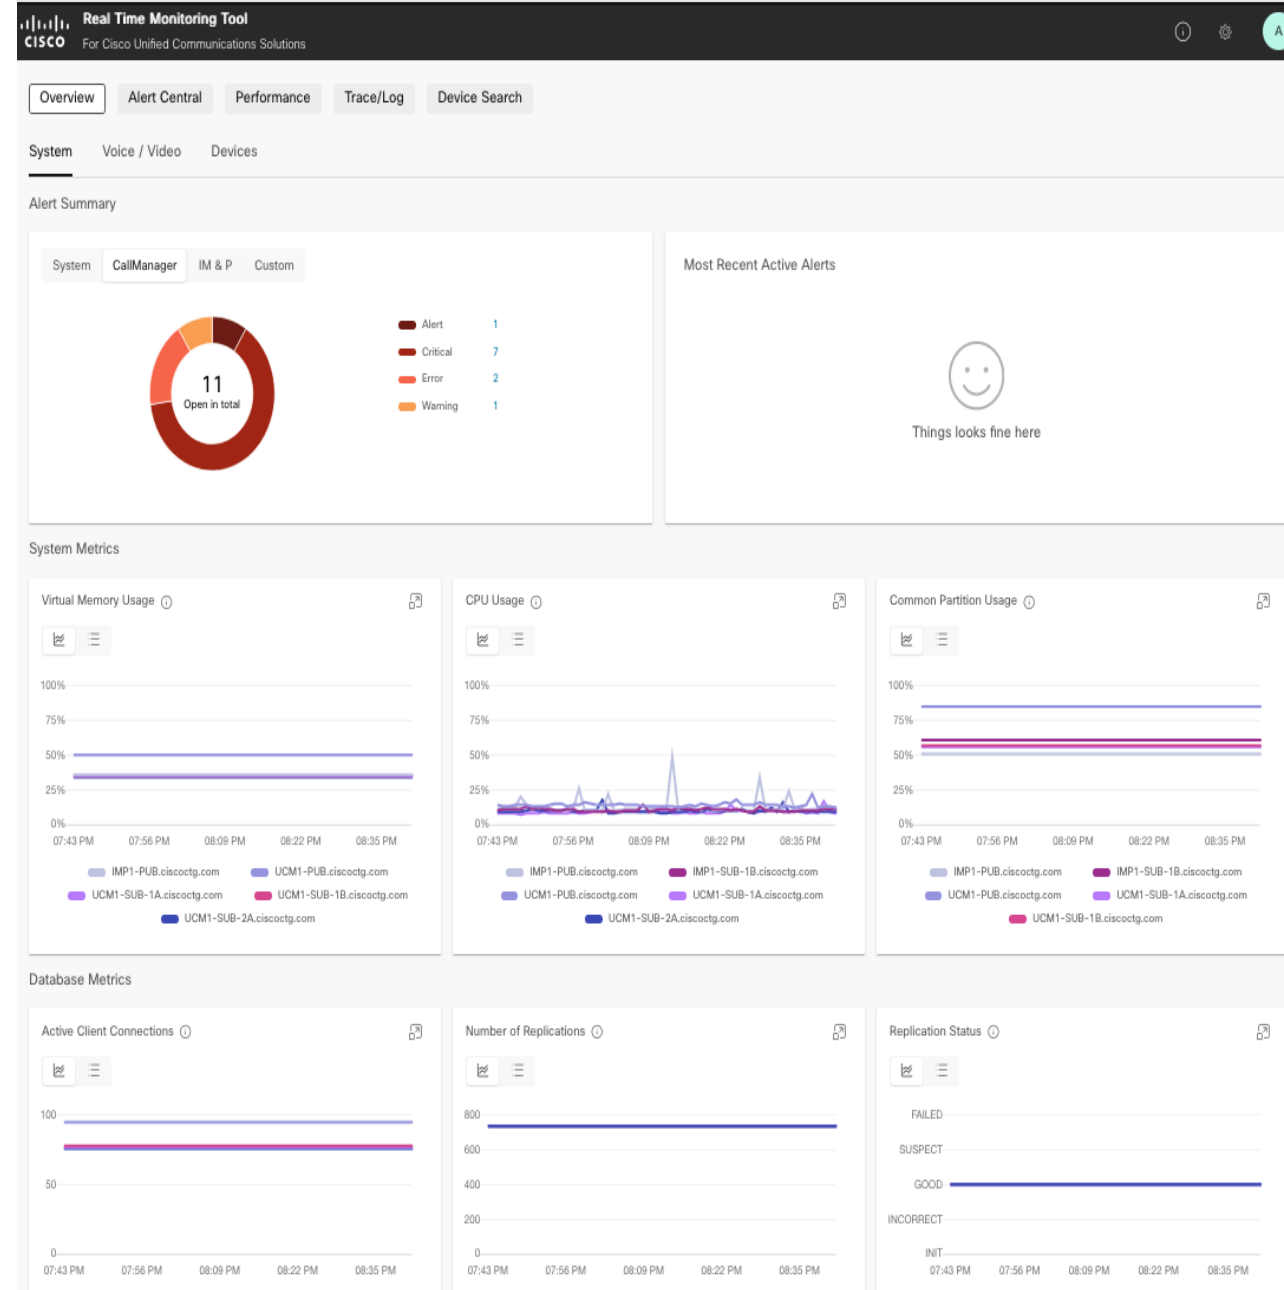 Real Time Monitoring Tool
CISCO For Cisco Unified Communications Solutions
A
Overview Alert Central Performance Trace/Log Device Search
System Voice / Video Devices
Alert Summary
System CallManager IM & P Custom
Most Recent Active Alerts
11
Open in total
Alert 1
Critical 7
Error 2
Warning 1
Things looks fine here
System Metrics
Virtual Memory Usage
100%
75%
50%
25%
0%
07:43 PM 07:56 PM 08:09 PM 08:22 PM 08:35 PM
IMP1-PUB.ciscoctg.com UCM1-PUB.ciscoctg.com
UCM1-SUB-1A.ciscoctg.com UCM1-SUB-1B.ciscoctg.com
UCM1-SUB-2A.ciscoctg.com
CPU Usage
100%
75%
50%
25%
0%
07:43 PM 07:56 PM 08:09 PM 08:22 PM 08:35 PM
IMP1-PUB.ciscoctg.com IMP1-SUB-1B.ciscoctg.com
UCM1-PUB.ciscoctg.com UCM1-SUB-1A.ciscoctg.com
UCM1-SUB-2A.ciscoctg.com
Common Partition Usage
100%
75%
50%
25%
0%
07:43 PM 07:56 PM 08:09 PM 08:22 PM 08:35 PM
IMP1-PUB.ciscoctg.com IMP1-SUB-1B.ciscoctg.com
UCM1-PUB.ciscoctg.com UCM1-SUB-1A.ciscoctg.com
UCM1-SUB-1B.ciscoctg.com
Database Metrics
Active Client Connections
100
50
0
07:43 PM 07:56 PM 08:09 PM 08:22 PM 08:35 PM
Number of Replications
800
600
400
200
0
07:43 PM 07:56 PM 08:09 PM 08:22 PM 08:35 PM
Replication Status
FAILED
SUSPECT
GOOD
INCORRECT
INIT
07:43 PM 07:56 PM 08:09 PM 08:22 PM 08:35 PM